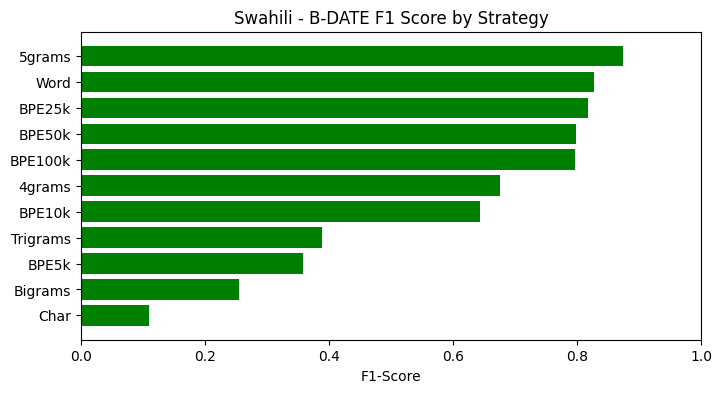 Swahili - B-DATE F1 Score by Strategy
5grams
Word
BPE25k
BPE50k
BPE100k
4grams
BPE10k
Trigrams
BPE5k
Bigrams
Char
0.0 0.2 0.4 0.6 0.8 1.0
F1-Score